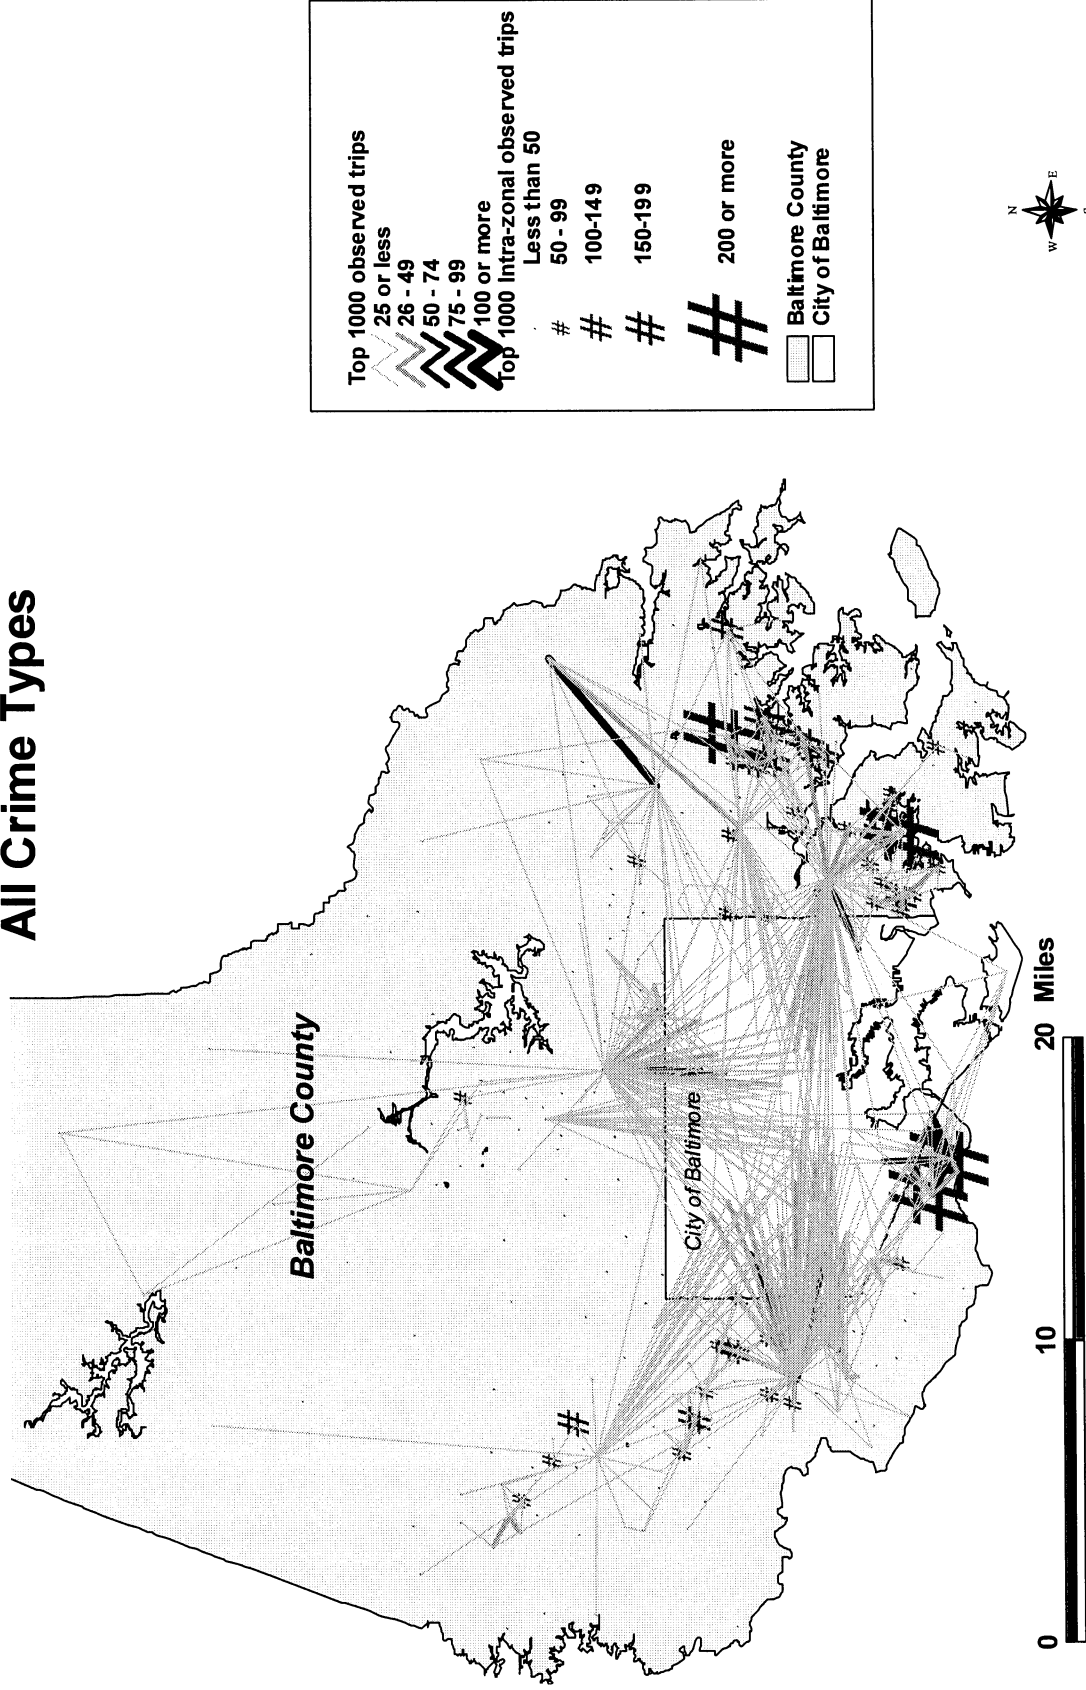 All Crime Types
Baltimore County
City of Baltimore
Top 1000 observed trips
25 or less
26 - 49
50 - 74
75 - 99
100 or more
Top 1000 Intra-zonal observed trips
Less than 50
50 - 99
100-149
150-199
200 or more
Baltimore County
City of Baltimore
N
W
E
0
10
20 Miles